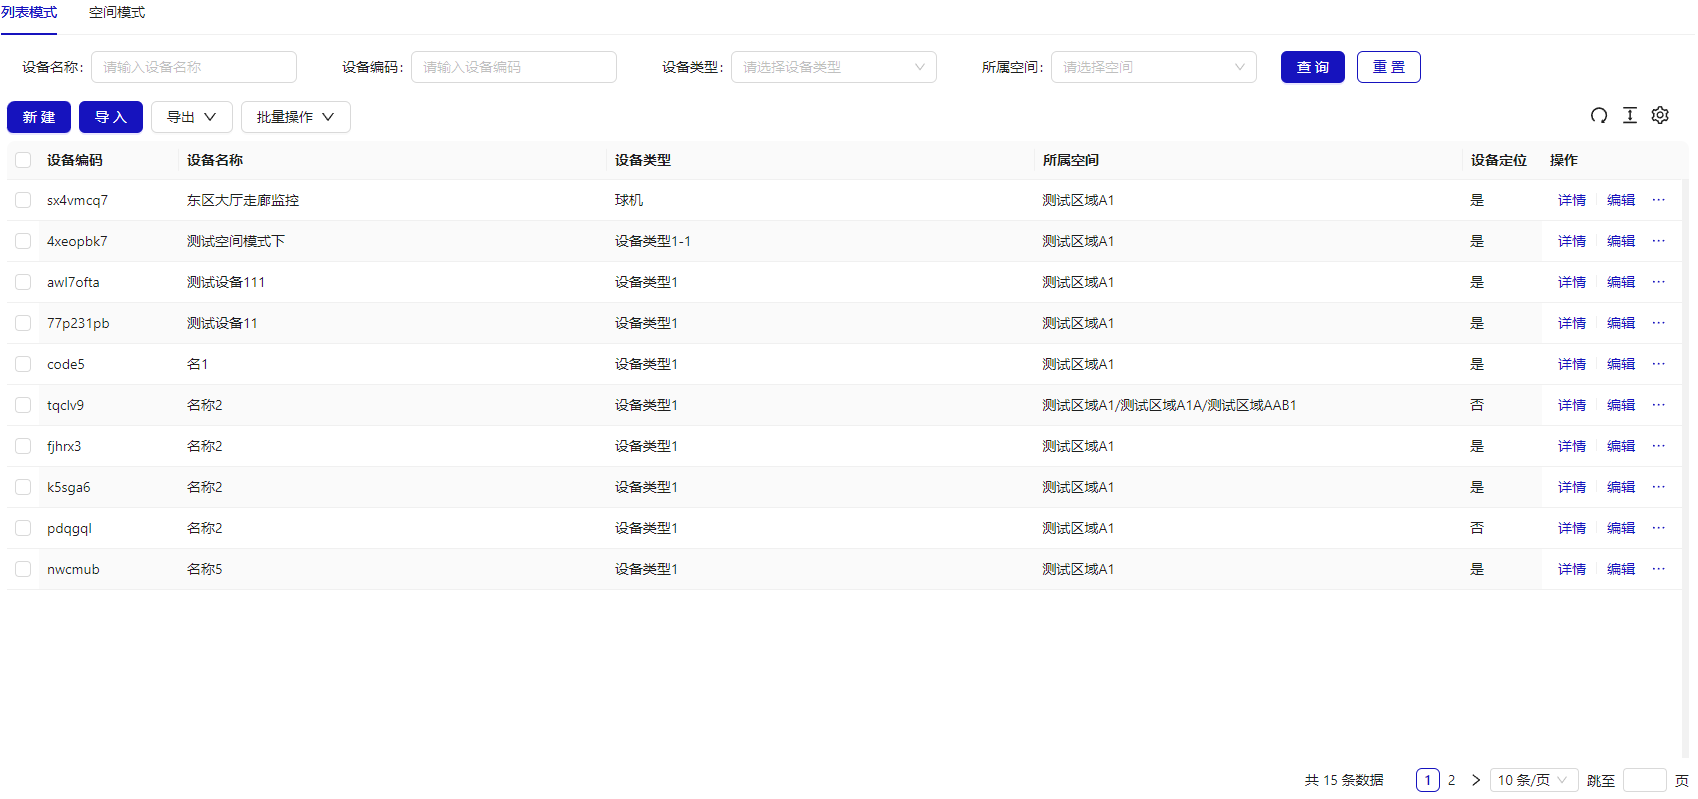 列表模式 空间模式
设备名称: 请输入设备名称 设备编码: 请输入设备编码 设备类型: 请选择设备类型 所属空间: 请选择空间 查询 重置
新建 导入 导出 批量操作
设备编码 设备名称 设备类型 所属空间 设备定位 操作
sx4vmcq7 东区大厅走廊监控 球机 测试区域A1 是 详情 编辑 ···
4xeopbk7 测试空间模式下 设备类型1-1 测试区域A1 是 详情 编辑 ···
awl7ofta 测试设备111 设备类型1 测试区域A1 是 详情 编辑 ···
77p231pb 测试设备11 设备类型1 测试区域A1 是 详情 编辑 ···
code5 名1 设备类型1 测试区域A1 是 详情 编辑 ···
tqclv9 名称2 设备类型1 测试区域A1/测试区域A1A/测试区域AAB1 否 详情 编辑 ···
fjhrx3 名称2 设备类型1 测试区域A1 是 详情 编辑 ···
k5sga6 名称2 设备类型1 测试区域A1 是 详情 编辑 ···
pdqgql 名称2 设备类型1 测试区域A1 否 详情 编辑 ···
nwcmub 名称5 设备类型1 测试区域A1 是 详情 编辑 ···
共 15 条数据 1 2 10 条/页 跳至 页